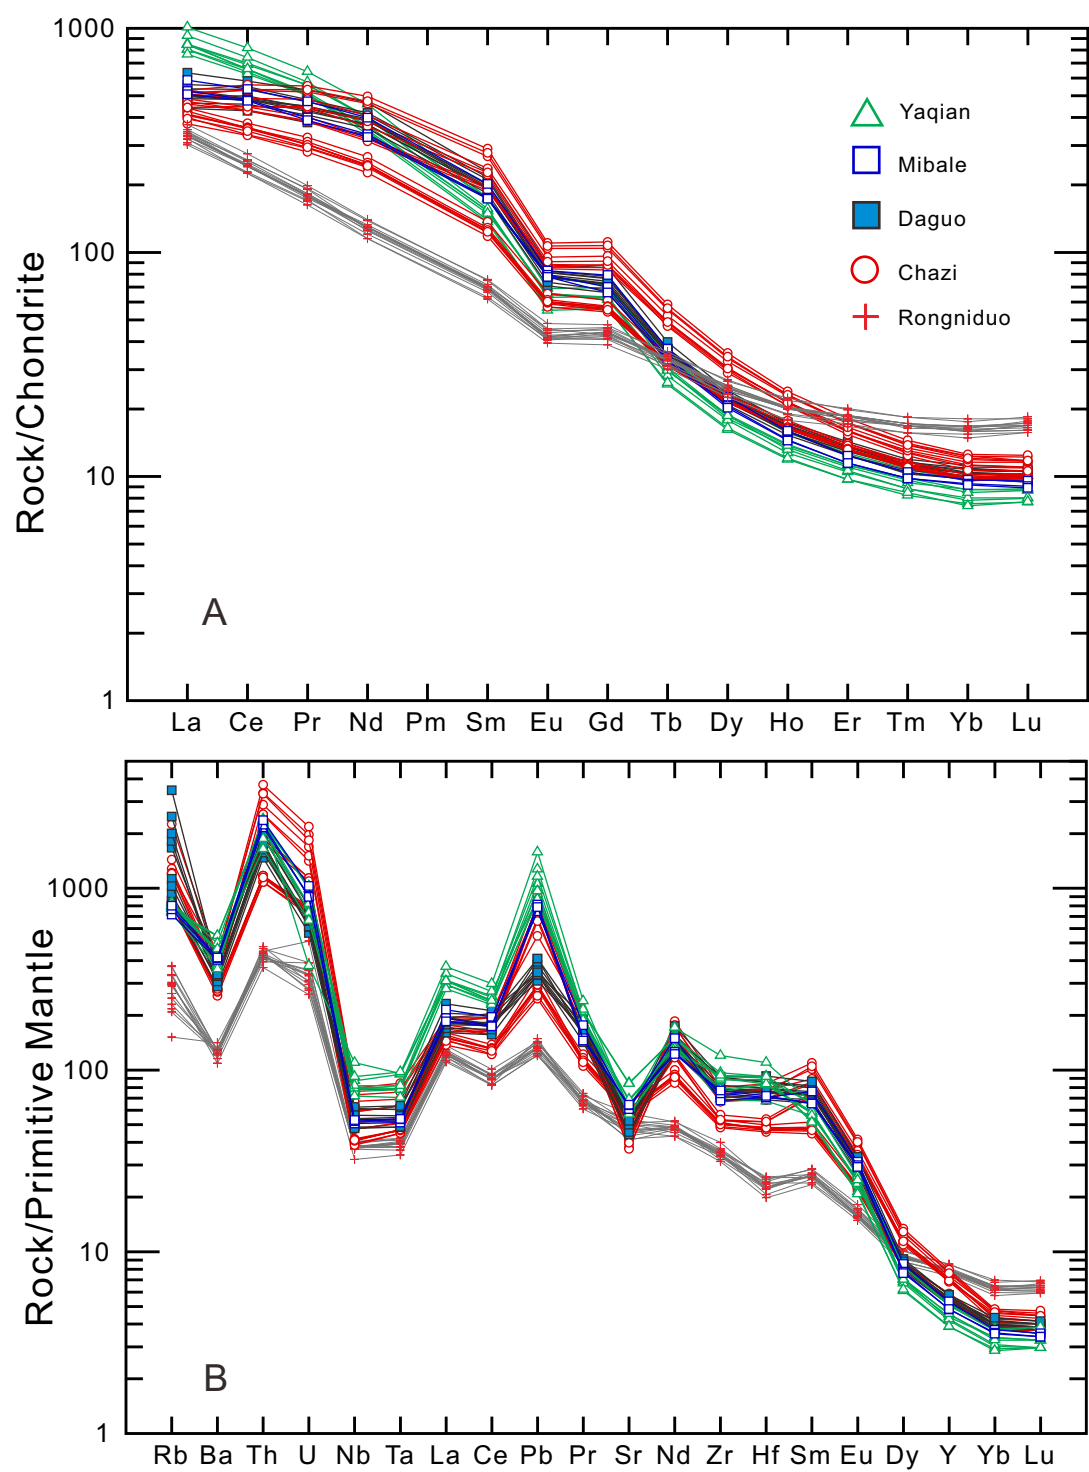 1000
100
10
1
Rock/Chondrite
Yaqian
Mibale
Daguo
Chazi
Rongniduo
A
La Ce Pr Nd Pm Sm Eu Gd Tb Dy Ho Er Tm Yb Lu
1000
100
10
1
Rock/Primitive Mantle
B
Rb Ba Th U Nb Ta La Ce Pb Pr Sr Nd Zr Hf Sm Eu Dy Y Yb Lu